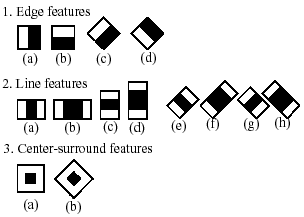 1. Edge features
(a) (b) (c) (d)
2. Line features
(a) (b) (c) (d) (e) (f) (g) (h)
3. Center-surround features
(a) (b)